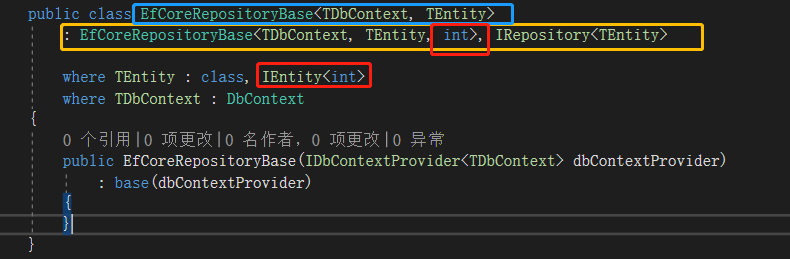 public class EfCoreRepositoryBase<TDbContext, TEntity>
: EfCoreRepositoryBase<TDbContext, TEntity, int>, IRepository<TEntity>
where TEntity : class, IEntity<int>
where TDbContext : DbContext
{
0 个引用|0 项更改|0 名作者, 0 项更改|0 异常
public EfCoreRepositoryBase(IDbContextProvider<TDbContext> dbContextProvider)
: base(dbContextProvider)
{
}
}